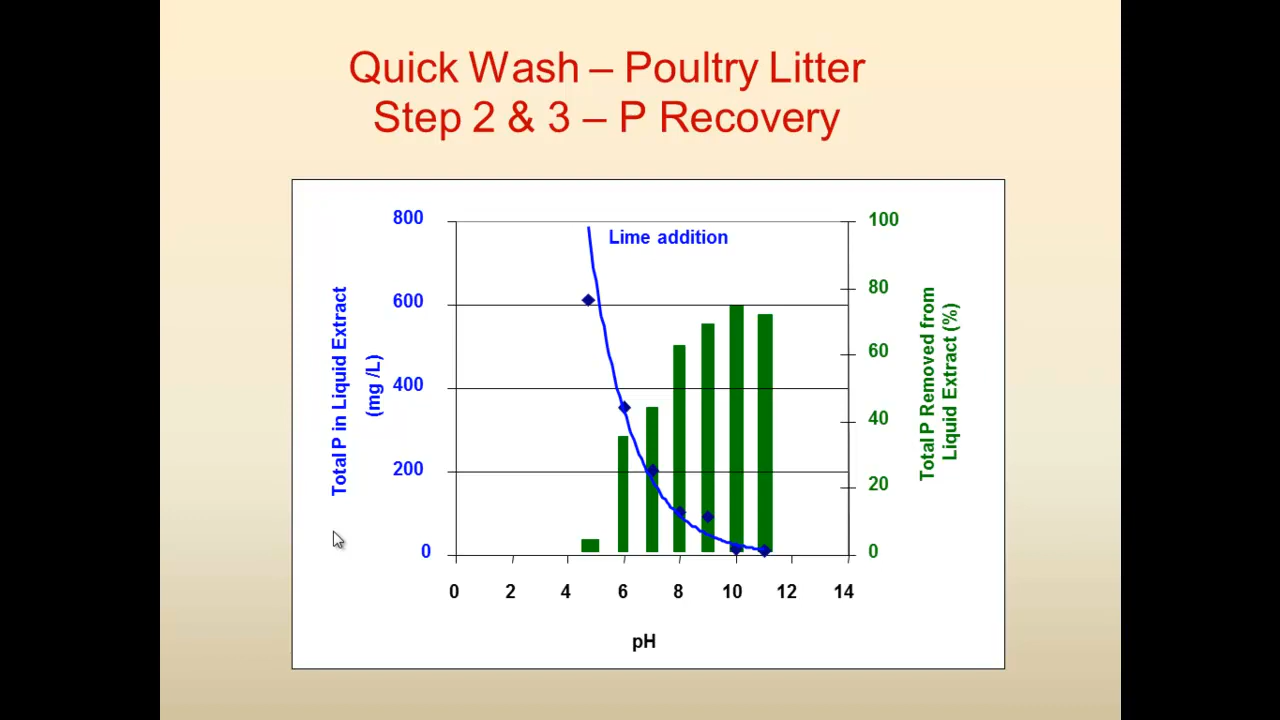 Quick Wash – Poultry Litter
Step 2 & 3 – P Recovery
Lime addition
Total P in Liquid Extract
(mg /L)
800
600
400
200
0
100
80
60
40
20
0
Total P Removed from
Liquid Extract (%)
0 2 4 6 8 10 12 14
pH